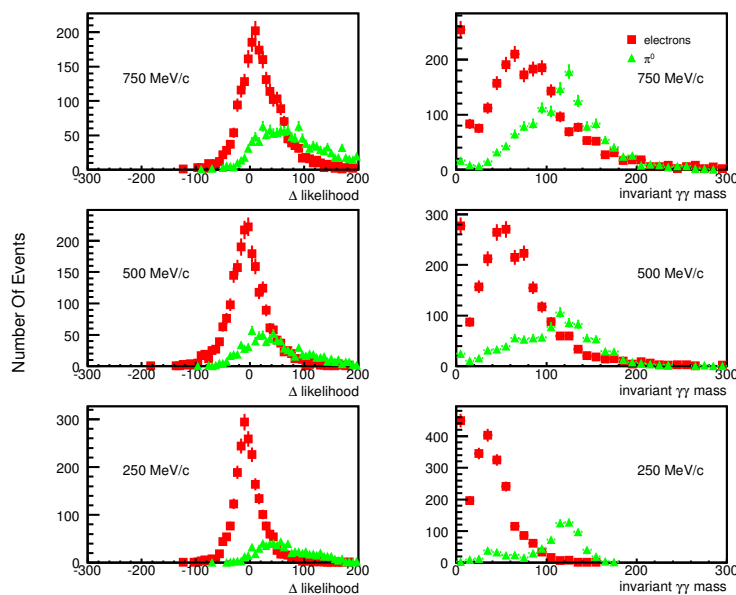 200
150
100
50
0
750 MeV/c
-300 -200 -100 0 100 200
Δ likelihood
electrons
π⁰
750 MeV/c
200
100
0
0 100 200 300
invariant γγ mass
Number Of Events
200
150
100
50
0
500 MeV/c
-300 -200 -100 0 100 200
Δ likelihood
300
200
100
0
500 MeV/c
0 100 200 300
invariant γγ mass
300
200
100
0
250 MeV/c
-300 -200 -100 0 100 200
Δ likelihood
400
300
200
100
0
250 MeV/c
0 100 200 300
invariant γγ mass